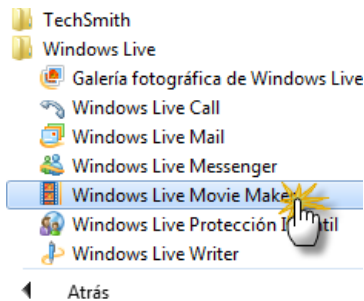 TechSmith
Windows Live
Galería fotográfica de Windows Live
Windows Live Call
Windows Live Mail
Windows Live Messenger
Windows Live Movie Maker
Windows Live Protección
Windows Live Writer
Atrás